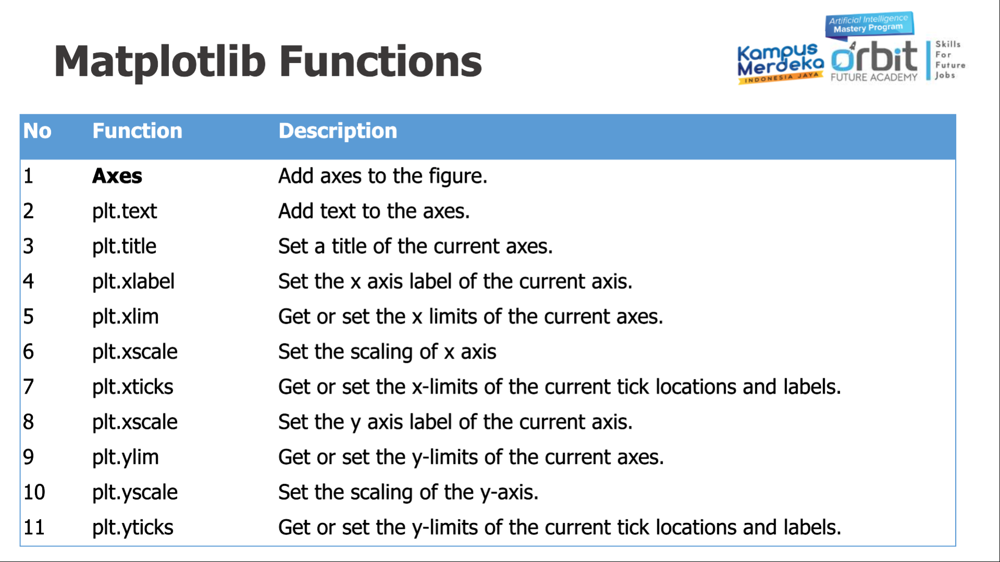 Matplotlib Functions
Artificial Intelligence
Mastery Program
Kampus
Merdeka
INDONESIA JAYA
orbit
FUTURE ACADEMY
Skills
For
Future
Jobs
No Function Description
1 Axes Add axes to the figure.
2 plt.text Add text to the axes.
3 plt.title Set a title of the current axes.
4 plt.xlabel Set the x axis label of the current axis.
5 plt.xlim Get or set the x limits of the current axes.
6 plt.xscale Set the scaling of x axis
7 plt.xticks Get or set the x-limits of the current tick locations and labels.
8 plt.xscale Set the y axis label of the current axis.
9 plt.ylim Get or set the y-limits of the current axes.
10 plt.yscale Set the scaling of the y-axis.
11 plt.yticks Get or set the y-limits of the current tick locations and labels.